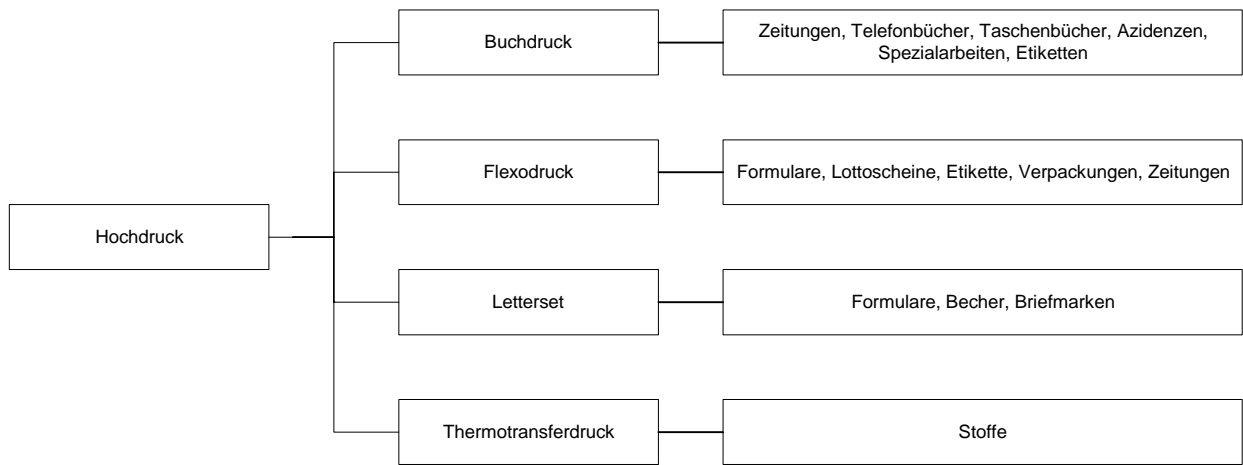 Buchdruck
Zeitungen, Telefonbücher, Taschenbücher, Azidenzen,
Spezialarbeiten, Etiketten
Flexodruck
Formulare, Lottoscheine, Etikette, Verpackungen, Zeitungen
Hochdruck
Letterset
Formulare, Becher, Briefmarken
Thermotransferdruck
Stoffe